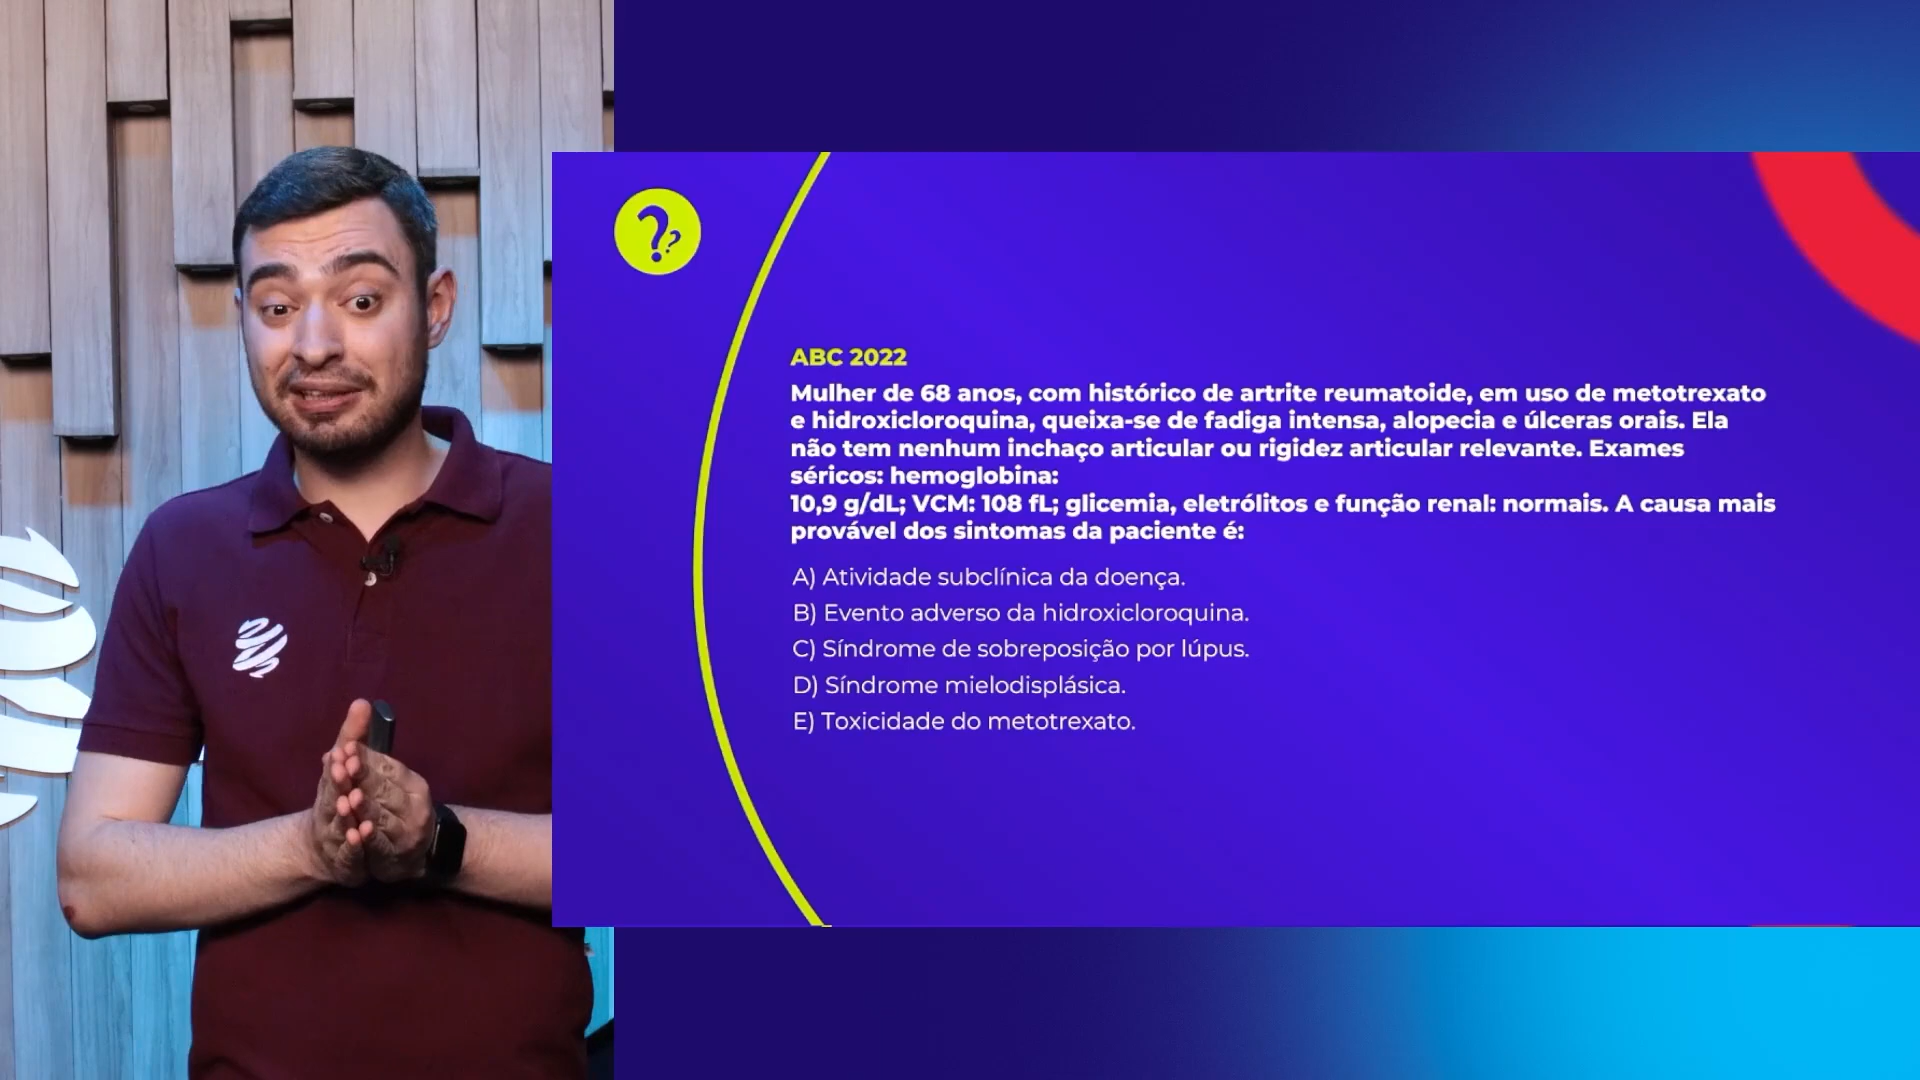 ABC 2022
Mulher de 68 anos, com histórico de artrite reumatoide, em uso de metotrexato
e hidroxicloroquina, queixa-se de fadiga intensa, alopecia e úlceras orais. Ela
não tem nenhum inchaço articular ou rigidez articular relevante. Exames
séricos: hemoglobina:
10,9 g/dL; VCM: 108 fL; glicemia, eletrólitos e função renal: normais. A causa mais
provável dos sintomas da paciente é:
A) Atividade subclínica da doença.
B) Evento adverso da hidroxicloroquina.
C) Síndrome de sobreposição por lúpus.
D) Síndrome mielodisplásica.
E) Toxicidade do metotrexato.